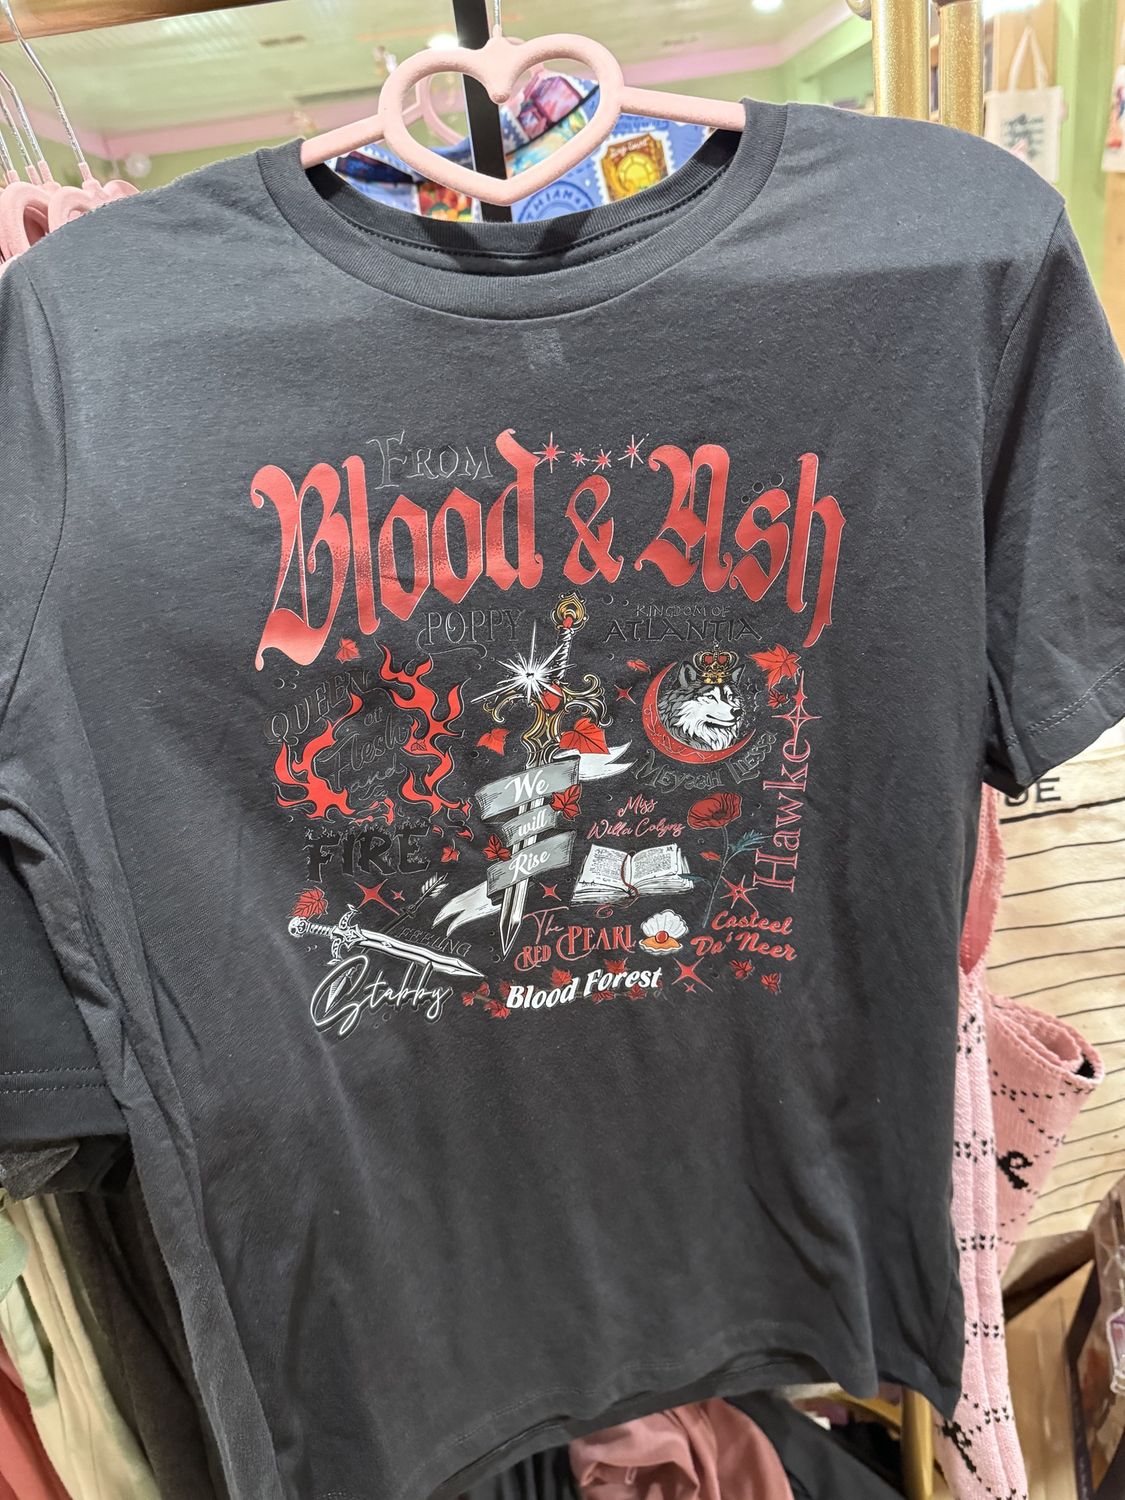 FROM
Blood & Ash
POPPY
KINGDOM OF
ATLANTIA
QUEEN
of
Flesh
and
FIRE
We
will
Rise
MEYAAH LIESSA
Hawke
Miss
Willa Colyns
The
RED PEARL
Casteel
Da'Neer
FEELING
Stabby
Blood Forest